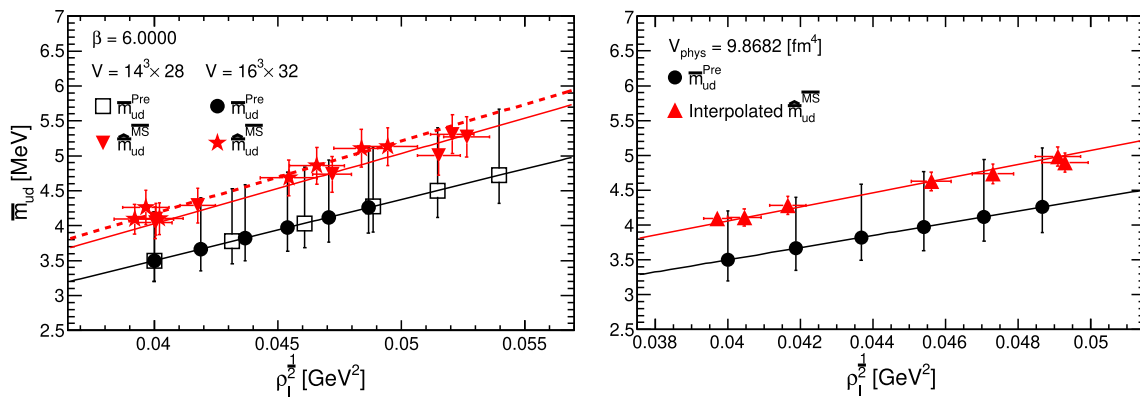 β = 6.0000
V = 14³× 28 V = 16³× 32
m̅ud^Pre m̅ud^Pre
m̂ud^M̅S̅ m̂ud^M̅S̅
m̅ud [MeV]
7
6.5
6
5.5
5
4.5
4
3.5
3
2.5
0.04 0.045 0.05 0.055
ρI^½ [GeV²]
Vphys = 9.8682 [fm⁴]
m̅ud^Pre
Interpolated m̂ud^M̅S̅
7
6.5
6
5.5
5
4.5
4
3.5
3
2.5
0.038 0.04 0.042 0.044 0.046 0.048 0.05
ρI^½ [GeV²]